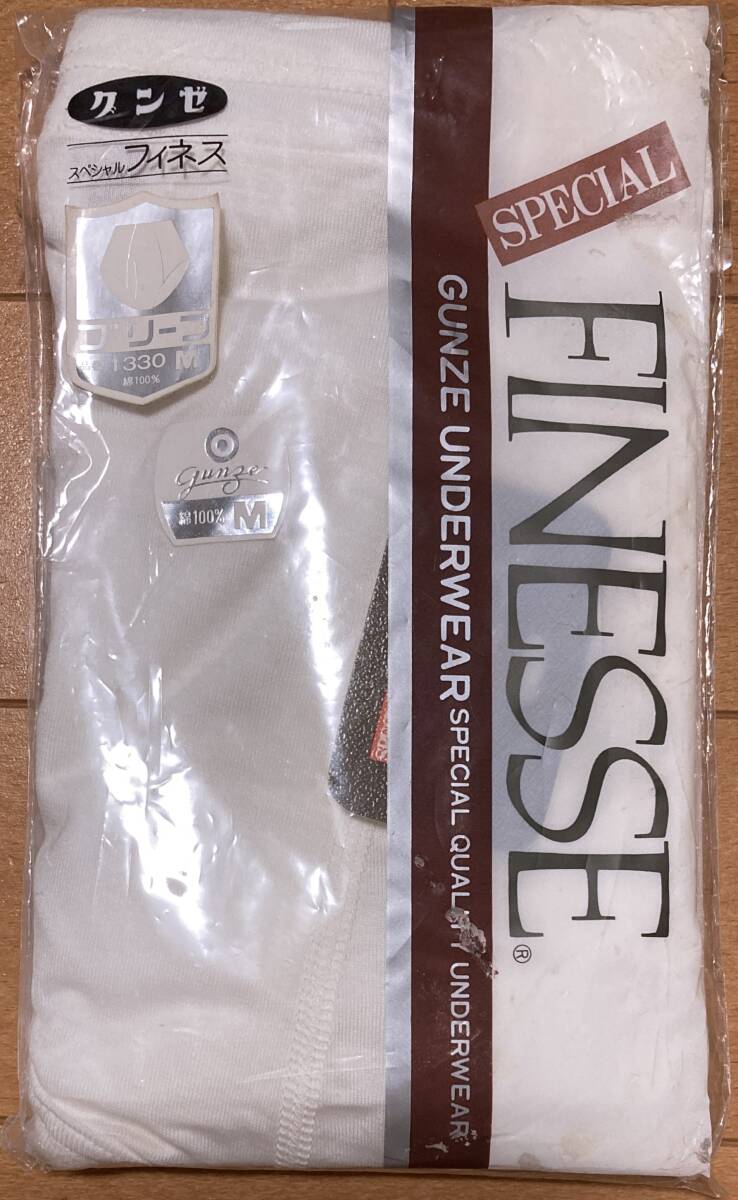 グンゼ
スペシャル フィネス
ブリーフ
1330 M
綿100%
gunze
綿100% M
SPECIAL
FINESSE®
GUNZE UNDERWEAR SPECIAL QUALITY UNDERWEAR